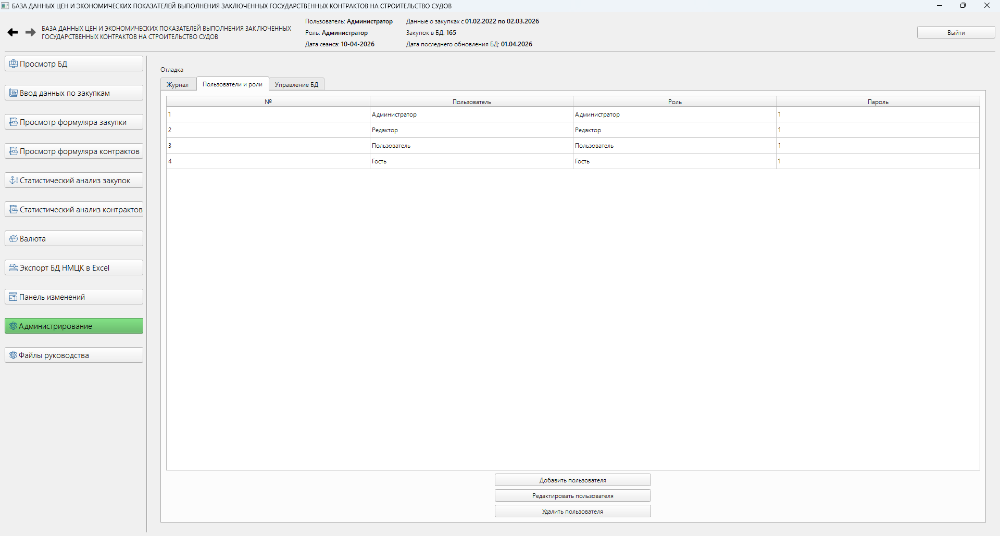 БАЗА ДАННЫХ ЦЕН И ЭКОНОМИЧЕСКИХ ПОКАЗАТЕЛЕЙ ВЫПОЛНЕНИЯ ЗАКЛЮЧЕННЫХ ГОСУДАРСТВЕННЫХ КОНТРАКТОВ НА СТРОИТЕЛЬСТВО СУДОВ
БАЗА ДАННЫХ ЦЕН И ЭКОНОМИЧЕСКИХ ПОКАЗАТЕЛЕЙ ВЫПОЛНЕНИЯ ЗАКЛЮЧЕННЫХ
ГОСУДАРСТВЕННЫХ КОНТРАКТОВ НА СТРОИТЕЛЬСТВО СУДОВ
Пользователь: Администратор
Роль: Администратор
Дата сеанса: 10-04-2026
Данные о закупках с 01.02.2022 по 02.03.2026
Закупок в БД: 165
Дата последнего обновления БД: 01.04.2026
Выйти
Просмотр БД
Ввод данных по закупкам
Просмотр формуляра закупки
Просмотр формуляра контрактов
Статистический анализ закупок
Статистический анализ контрактов
Валюта
Экспорт БД НМЦК в Excel
Панель изменений
Администрирование
Файлы руководства
Отладка
Журнал Пользователи и роли Управление БД
№ Пользователь Роль Пароль
1 Администратор Администратор 1
2 Редактор Редактор 1
3 Пользователь Пользователь 1
4 Гость Гость 1
Добавить пользователя
Редактировать пользователя
Удалить пользователя